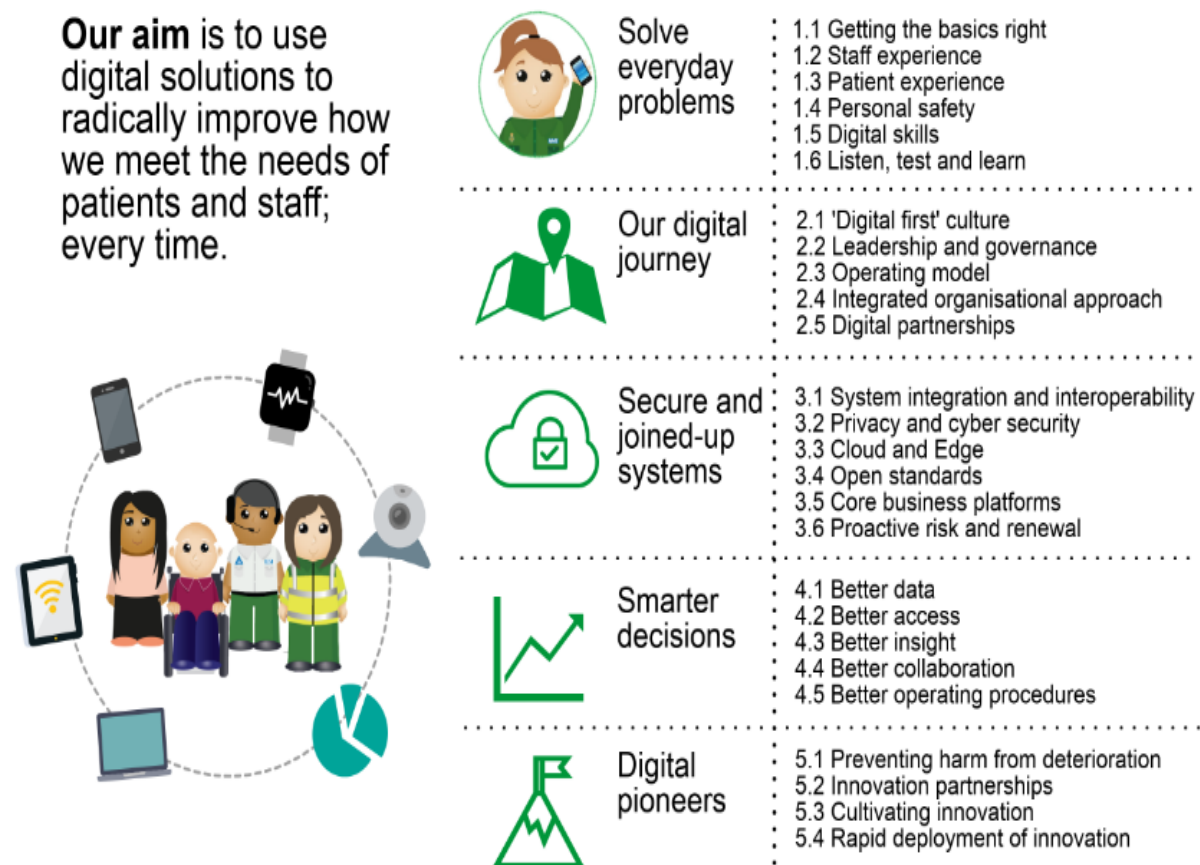 Our aim is to use
digital solutions to
radically improve how
we meet the needs of
patients and staff;
every time.
Solve
everyday
problems
1.1 Getting the basics right
1.2 Staff experience
1.3 Patient experience
1.4 Personal safety
1.5 Digital skills
1.6 Listen, test and learn
Our digital
journey
2.1 'Digital first' culture
2.2 Leadership and governance
2.3 Operating model
2.4 Integrated organisational approach
2.5 Digital partnerships
Secure and
joined-up
systems
3.1 System integration and interoperability
3.2 Privacy and cyber security
3.3 Cloud and Edge
3.4 Open standards
3.5 Core business platforms
3.6 Proactive risk and renewal
Smarter
decisions
4.1 Better data
4.2 Better access
4.3 Better insight
4.4 Better collaboration
4.5 Better operating procedures
Digital
pioneers
5.1 Preventing harm from deterioration
5.2 Innovation partnerships
5.3 Cultivating innovation
5.4 Rapid deployment of innovation